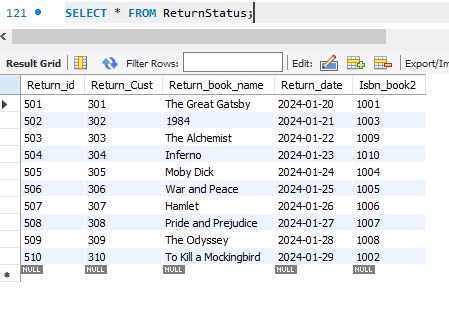 121 SELECT * FROM ReturnStatus;
Result Grid Filter Rows: Edit: Export/Im
Return_id Return_Cust Return_book_name Return_date Isbn_book2
501 301 The Great Gatsby 2024-01-20 1001
502 302 1984 2024-01-21 1003
503 303 The Alchemist 2024-01-22 1009
504 304 Inferno 2024-01-23 1010
505 305 Moby Dick 2024-01-24 1004
506 306 War and Peace 2024-01-25 1005
507 307 Hamlet 2024-01-26 1006
508 308 Pride and Prejudice 2024-01-27 1007
509 309 The Odyssey 2024-01-28 1008
510 310 To Kill a Mockingbird 2024-01-29 1002
NULL NULL NULL NULL NULL